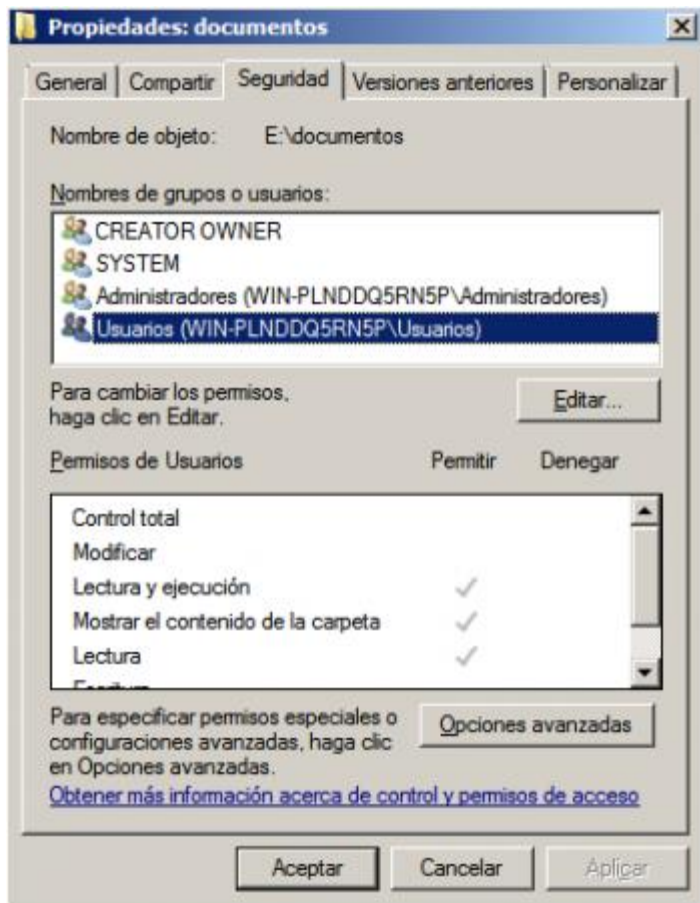 Propiedades: documentos
General Compartir Seguridad Versiones anteriores Personalizar
Nombre de objeto: E:\documentos
Nombres de grupos o usuarios:
CREATOR OWNER
SYSTEM
Administradores (WIN-PLNDDQ5RN5P\Administradores)
Usuarios (WIN-PLNDDQ5RN5P\Usuarios)
Para cambiar los permisos,
haga clic en Editar.
Editar...
Permisos de Usuarios Permitir Denegar
Control total
Modificar
Lectura y ejecución
Mostrar el contenido de la carpeta
Lectura
Escritura
Para especificar permisos especiales o
configuraciones avanzadas, haga clic
en Opciones avanzadas.
Opciones avanzadas
Obtener más información acerca de control y permisos de acceso
Aceptar Cancelar Aplicar